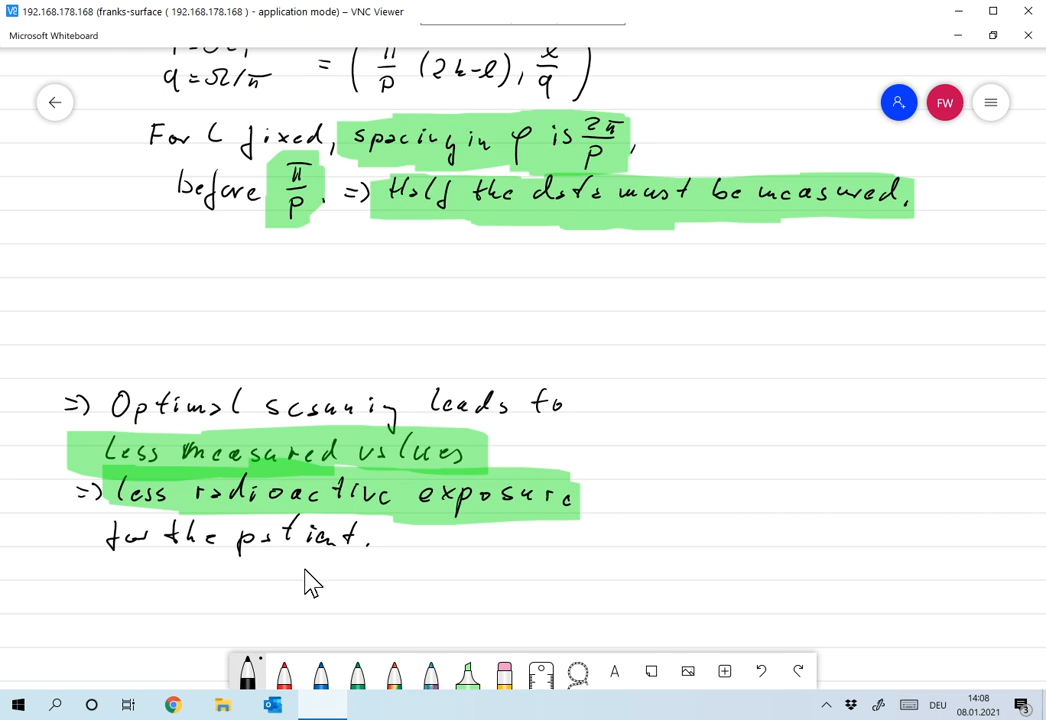 192.168.178.168 (franks-surface ( 192.168.178.168 ) - application mode) – VNC Viewer
Microsoft Whiteboard
q = Ω/π = ( π/p (2k-l), l/q )
FW
For l fixed, spacing in φ is 2π/p,
before π/p. => Half the data must be measured.
=> Optimal scanning leads to
less measured values
=> less radioactive exposure
for the patient.
A
DEU
14:08
08.01.2021
3